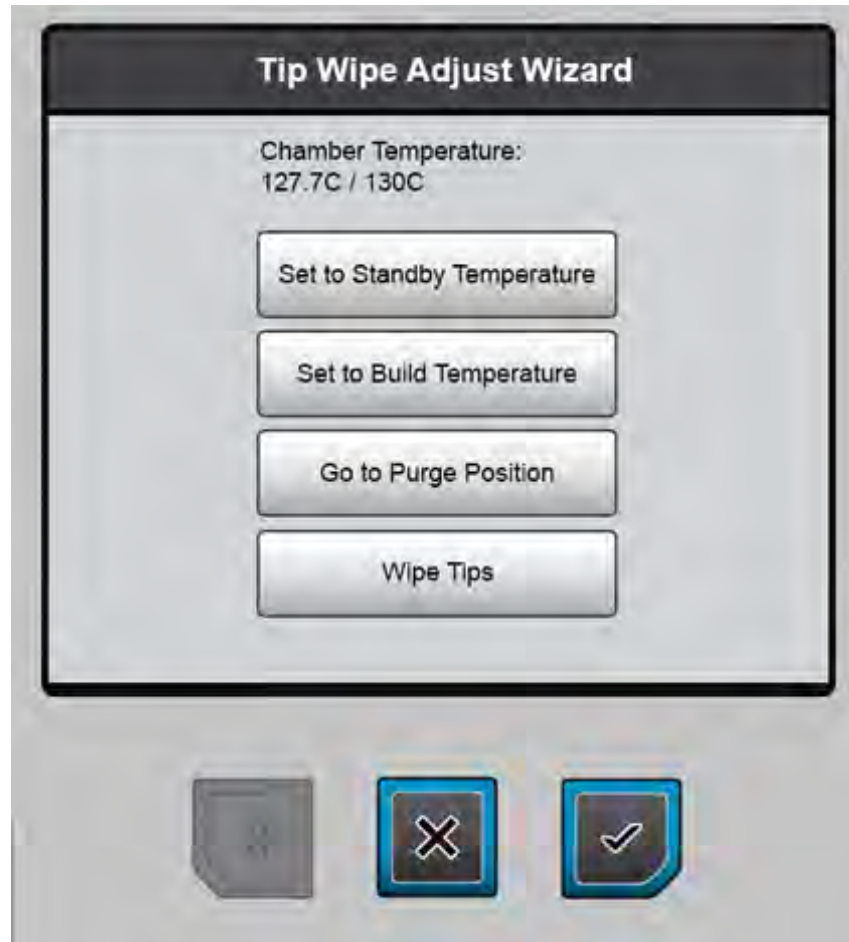 Tip Wipe Adjust Wizard
Chamber Temperature:
127.7C / 130C
Set to Standby Temperature
Set to Build Temperature
Go to Purge Position
Wipe Tips